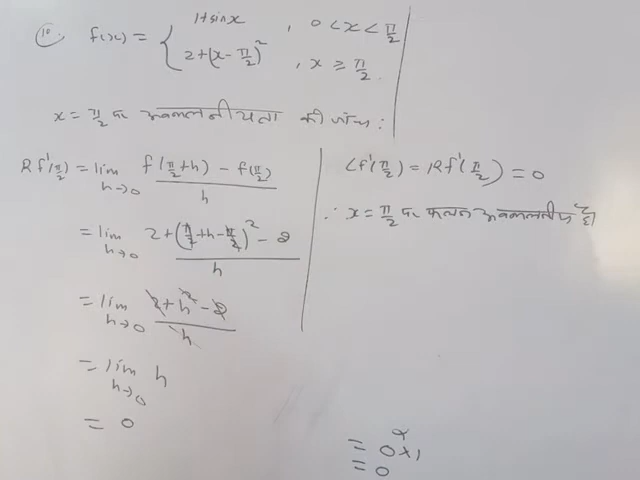 10. f(x) = { 1+sinx , 0 < x < π/2
2+(x-π/2)² , x ≥ π/2
x = π/2 पर अवकलनीयता की जांच :
Rf'(π/2) = lim h→0 f(π/2+h) - f(π/2) / h
= lim h→0 2+(π/2+h-π/2)² - 2 / h
= lim h→0 2+h² - 2 / h
= lim h→0 h
= 0
Lf'(π/2) = Rf'(π/2) = 0
∴ x = π/2 पर फलन अवकलनीय है
= 0×1
= 0